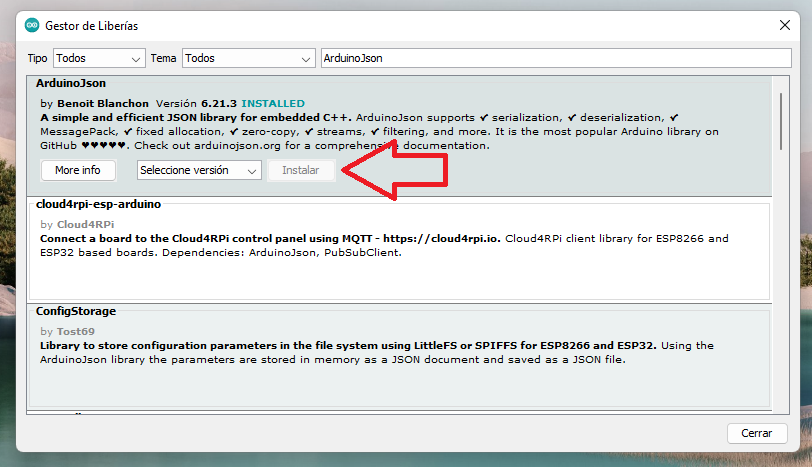 Gestor de Liberías
Tipo Todos Tema Todos ArduinoJson
ArduinoJson
by Benoit Blanchon Versión 6.21.3 INSTALLED
A simple and efficient JSON library for embedded C++. ArduinoJson supports ✔ serialization, ✔ deserialization, ✔
MessagePack, ✔ fixed allocation, ✔ zero-copy, ✔ streams, ✔ filtering, and more. It is the most popular Arduino library on
GitHub ♥♥♥♥♥. Check out arduinojson.org for a comprehensive documentation.
More info Seleccione versión Instalar
cloud4rpi-esp-arduino
by Cloud4RPi
Connect a board to the Cloud4RPi control panel using MQTT - https://cloud4rpi.io. Cloud4RPi client library for ESP8266 and
ESP32 based boards. Dependencies: ArduinoJson, PubSubClient.
ConfigStorage
by Tost69
Library to store configuration parameters in the file system using LittleFS or SPIFFS for ESP8266 and ESP32. Using the
ArduinoJson library the parameters are stored in memory as a JSON document and saved as a JSON file.
Cerrar